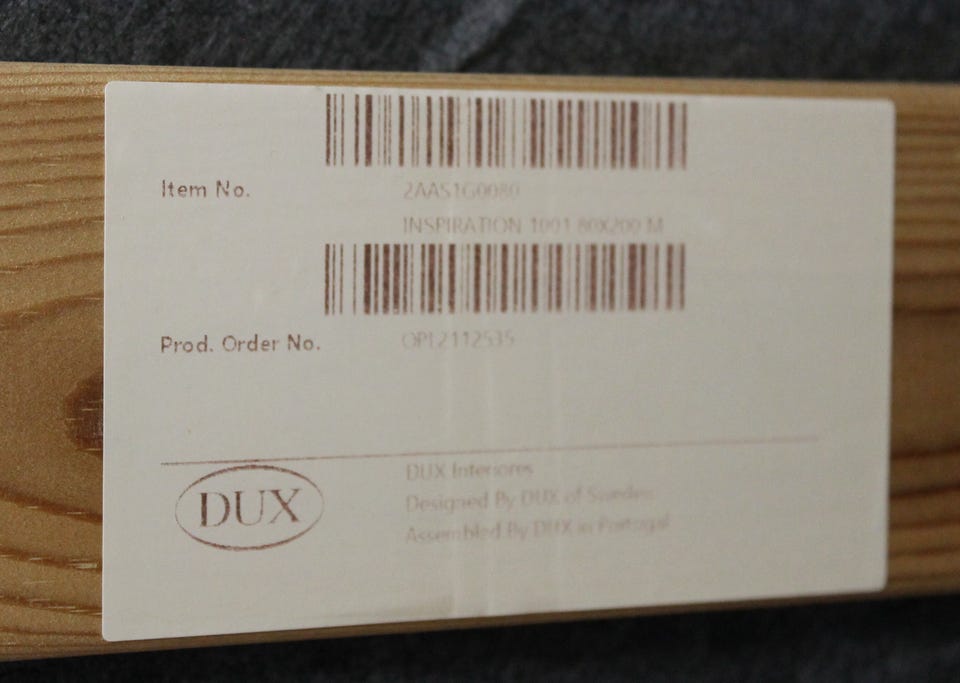 Item No. 2AAS1G0080
INSPIRATION 1001 80X200 M
Prod. Order No. OPL2112535
DUX
DUX Interiores
Designed By DUX of Sweden
Assembled By DUX in Portugal